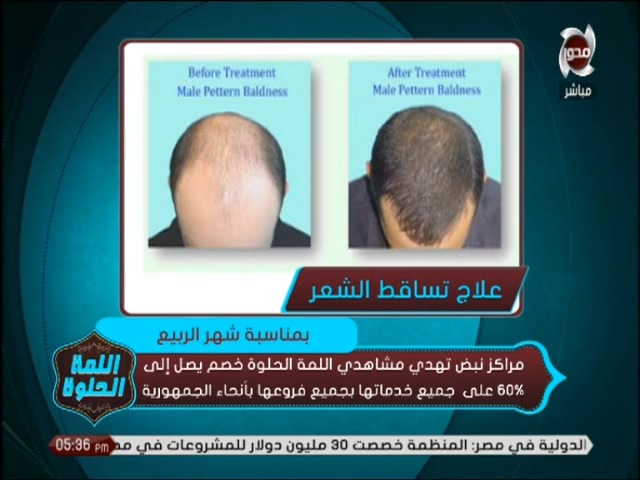 محور
مباشر
Before Treatment
Male Pettern Baldness
After Treatment
Male Pettern Baldness
علاج تساقط الشعر
بمناسبة شهر الربيع
مراكز نبض تهدي مشاهدي اللمة الحلوة خصم يصل إلى
60% على جميع خدماتها بجميع فروعها بأنحاء الجمهورية
اللمة
الحلوة
الدولية في مصر: المنظمة خصصت 30 مليون دولار للمشروعات في مصر
05:36 pm